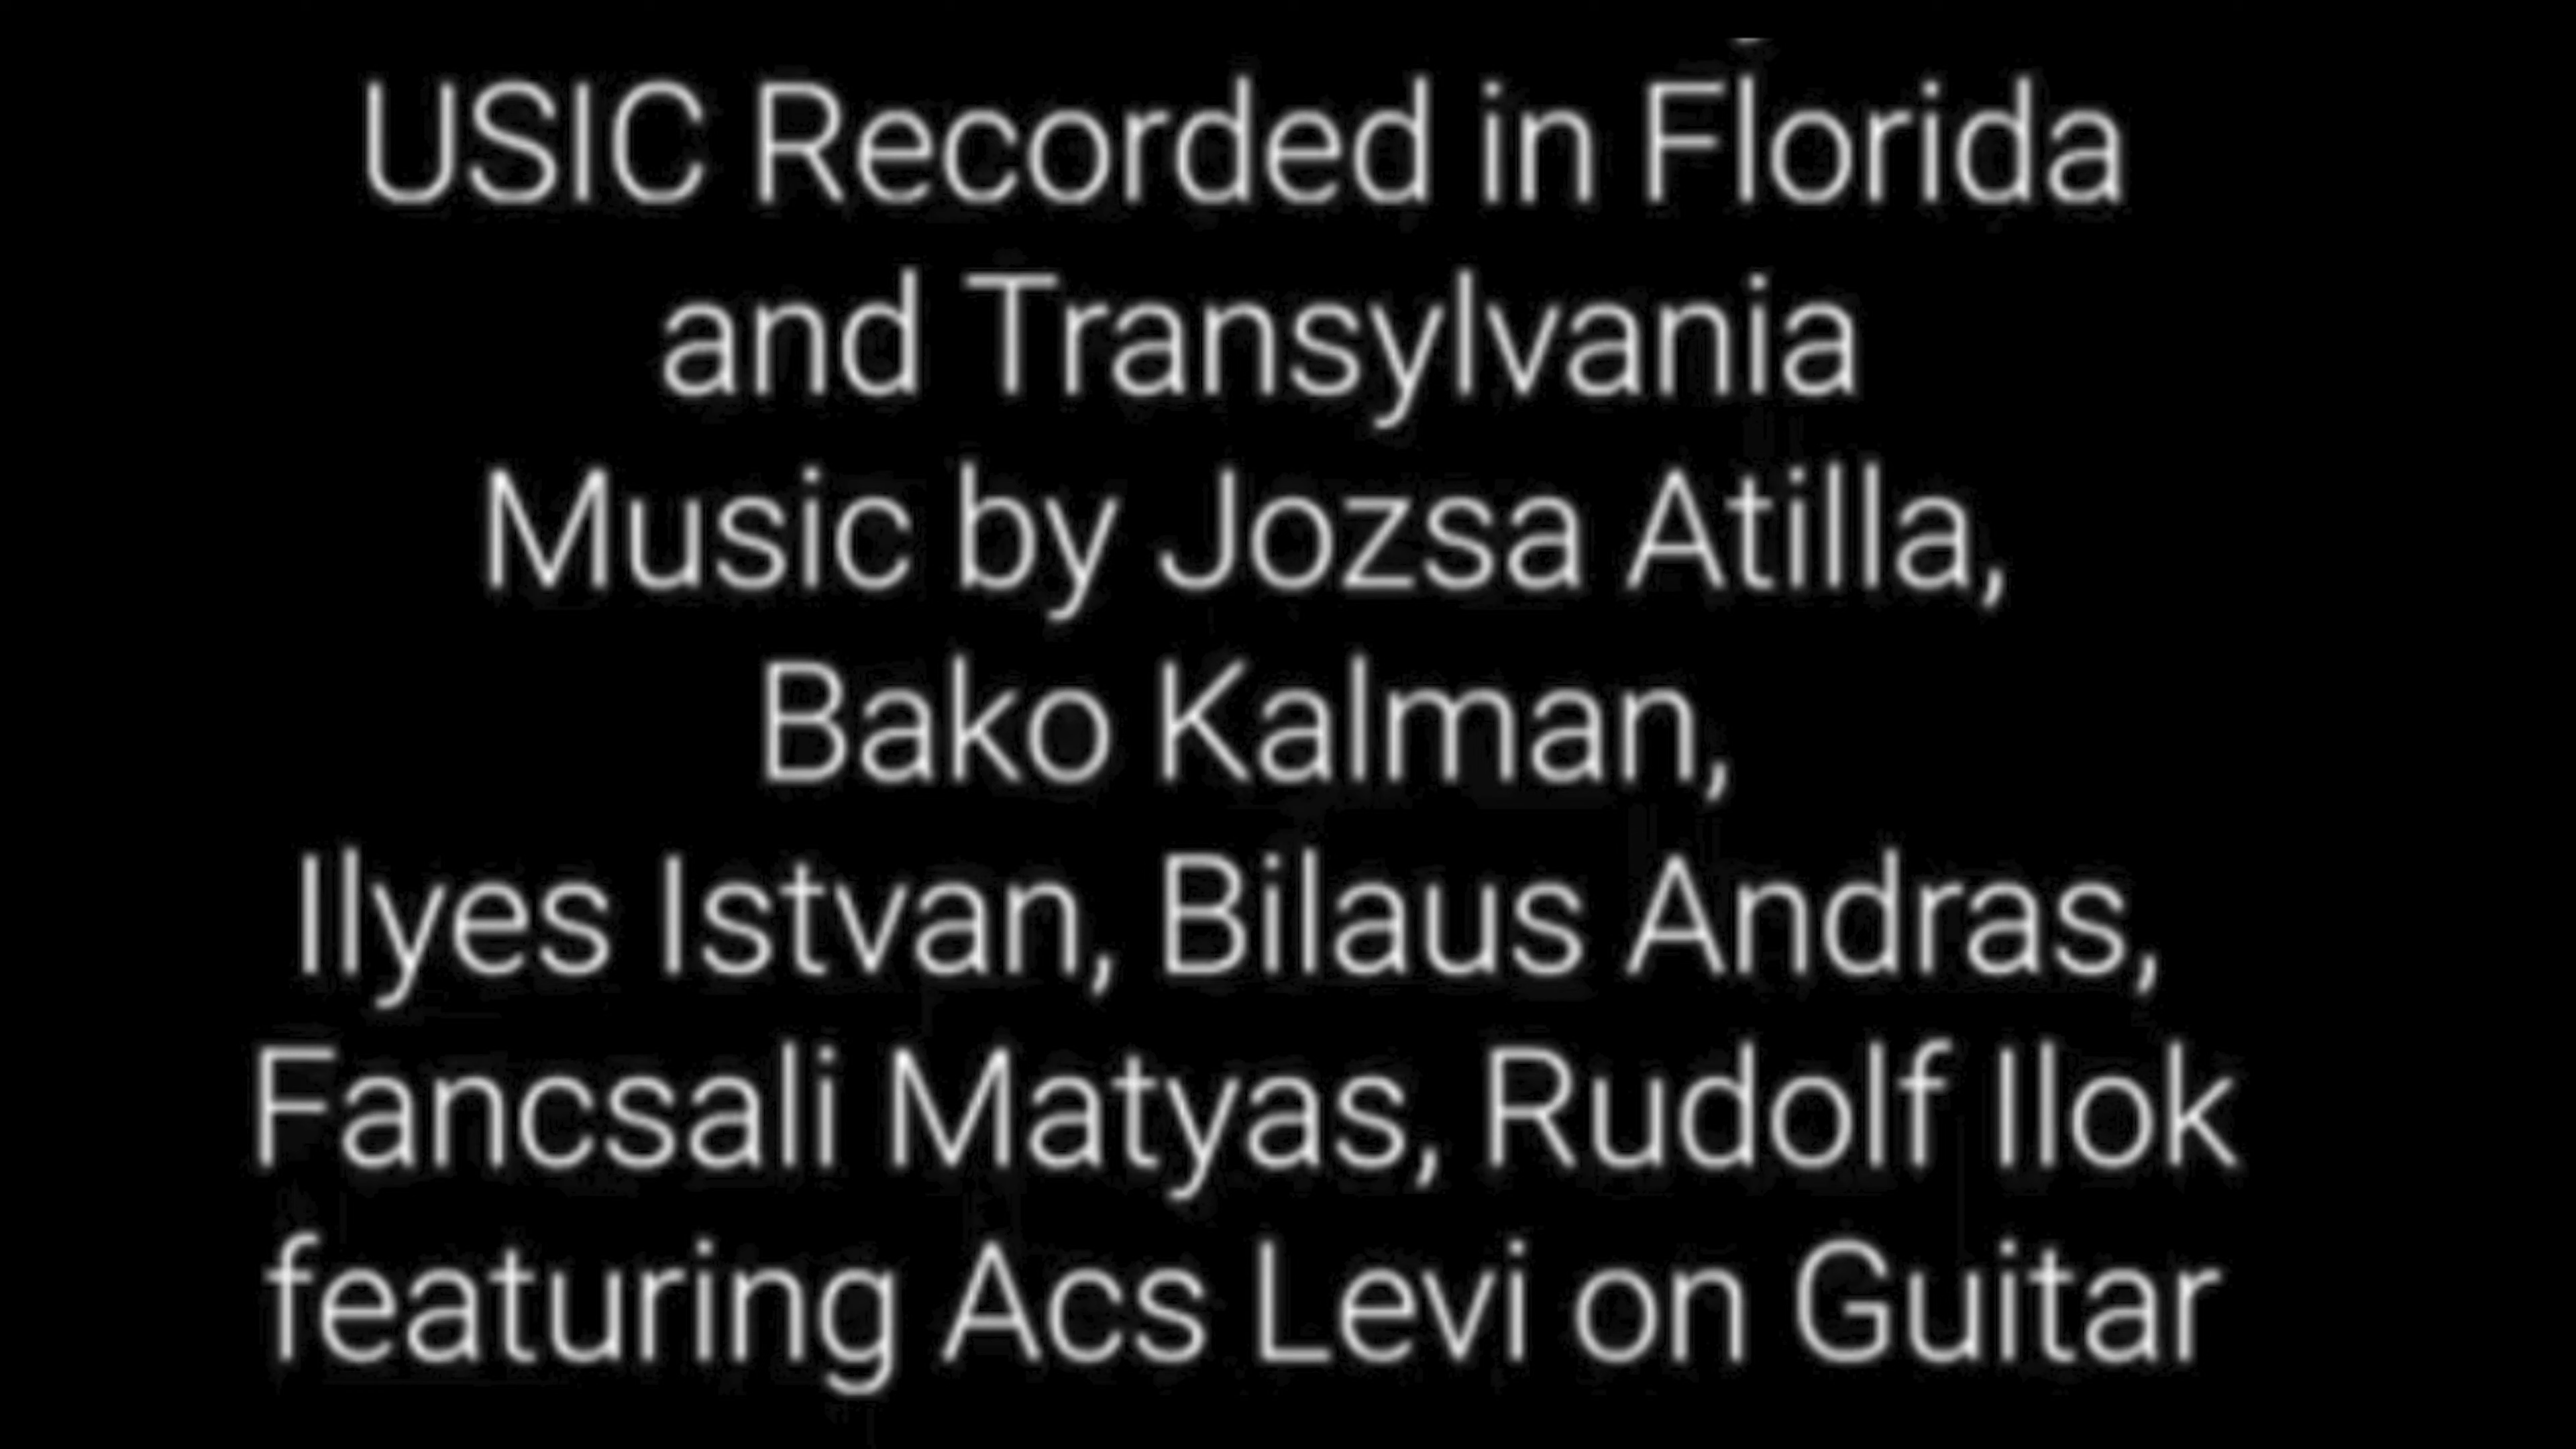 USIC Recorded in Florida
and Transylvania
Music by Jozsa Atilla,
Bako Kalman,
Ilyes Istvan, Bilaus Andras,
Fancsali Matyas, Rudolf Ilok
featuring Acs Levi on Guitar